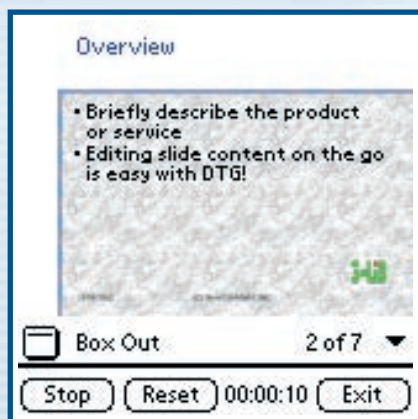 Overview
• Briefly describe the product
or service
• Editing slide content on the go
is easy with DTG!
Box Out 2 of 7
Stop Reset 00:00:10 Exit